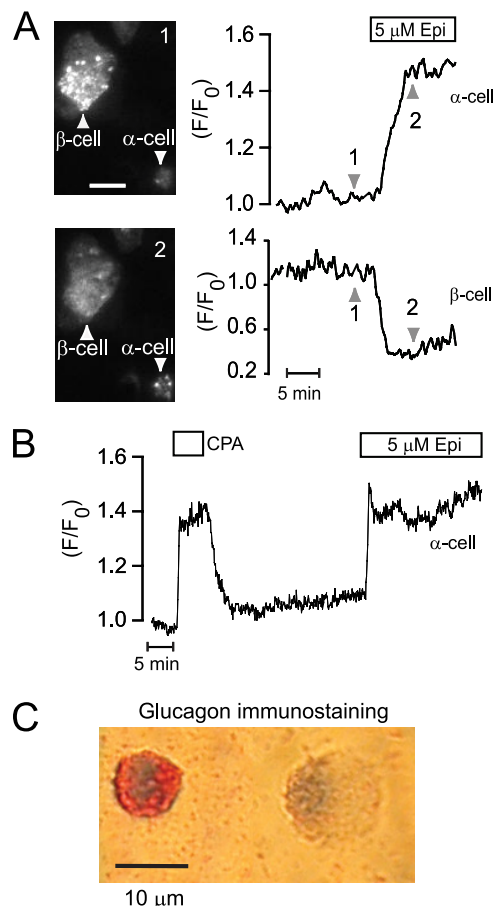 A
1
β-cell
α-cell
2
β-cell
α-cell
5 μM Epi
(F/F0)
1.6
1.4
1.2
1.0
1
2
α-cell
(F/F0)
1.4
1.0
0.6
0.2
1
2
β-cell
5 min
B
CPA
5 μM Epi
(F/F0)
1.6
1.4
1.2
1.0
α-cell
5 min
C
Glucagon immunostaining
10 μm